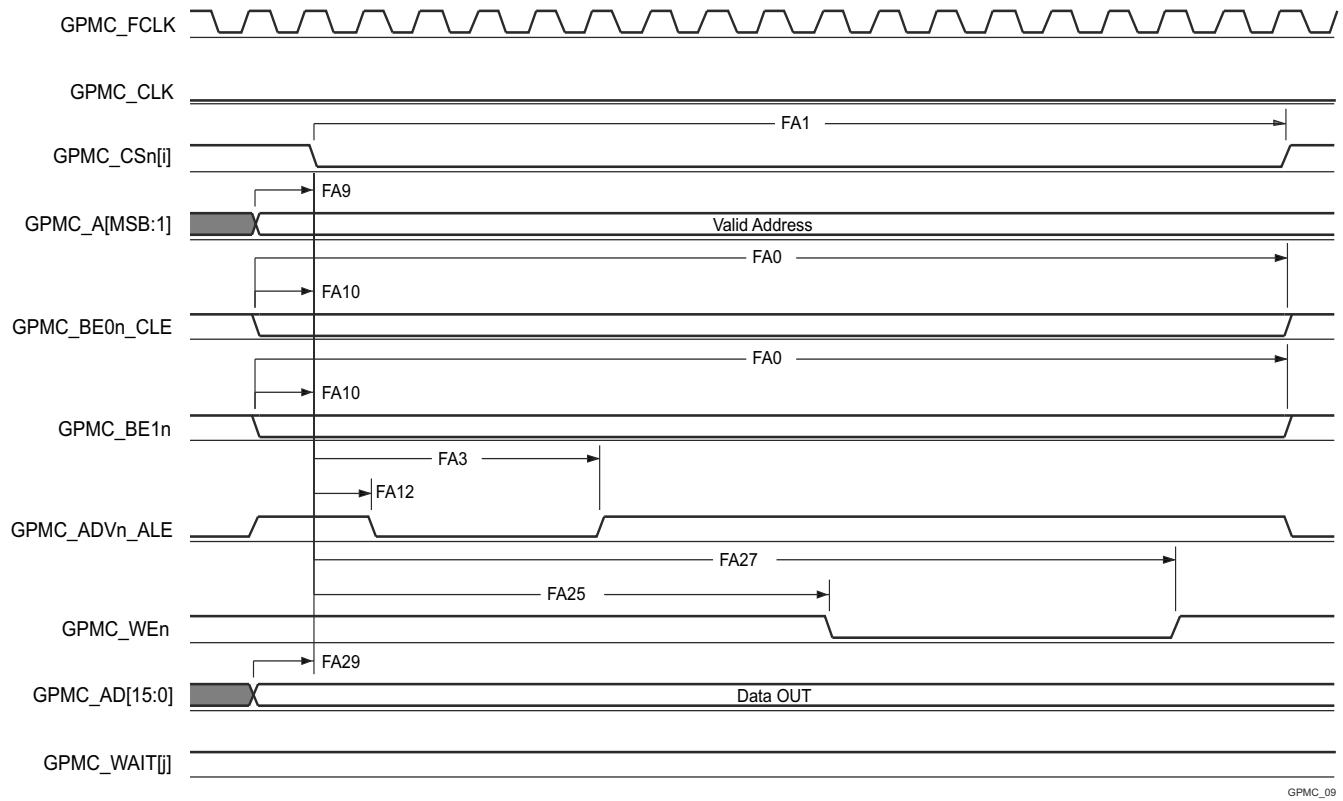 GPMC_FCLK
GPMC_CLK
FA1
GPMC_CSn[i]
FA9
GPMC_A[MSB:1]
Valid Address
FA0
FA10
GPMC_BE0n_CLE
FA0
FA10
GPMC_BE1n
FA3
FA12
GPMC_ADVn_ALE
FA27
FA25
GPMC_WEn
FA29
GPMC_AD[15:0]
Data OUT
GPMC_WAIT[j]
GPMC_09